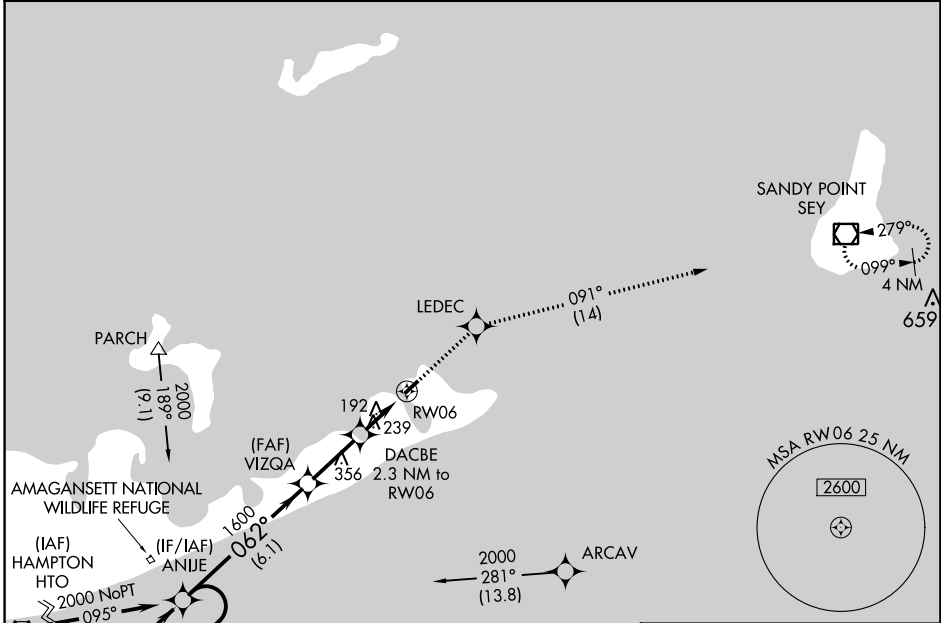 SANDY POINT
SEY
279°
099°
4 NM
659
091°
(14)
LEDEC
PARCH
2000
189°
(9.1)
192
239
RW06
(FAF)
VIZQA
356
DACBE
2.3 NM to
RW06
MSA RW06 25 NM
2600
AMAGANSETT NATIONAL
WILDLIFE REFUGE
1600
062°
(6.1)
(IAF)
HAMPTON
HTO
(IF/IAF)
ANIJE
2000 NoPT
095°
2000
281°
(13.8)
ARCAV